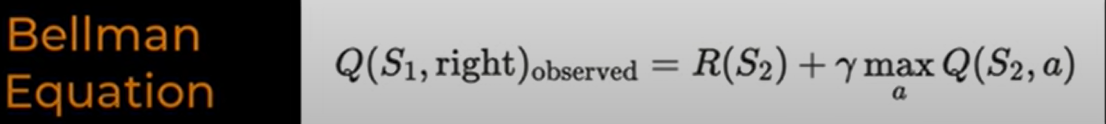 Bellman
Equation
Q(S₁, right)observed = R(S₂) + γ max Q(S₂, a)
a